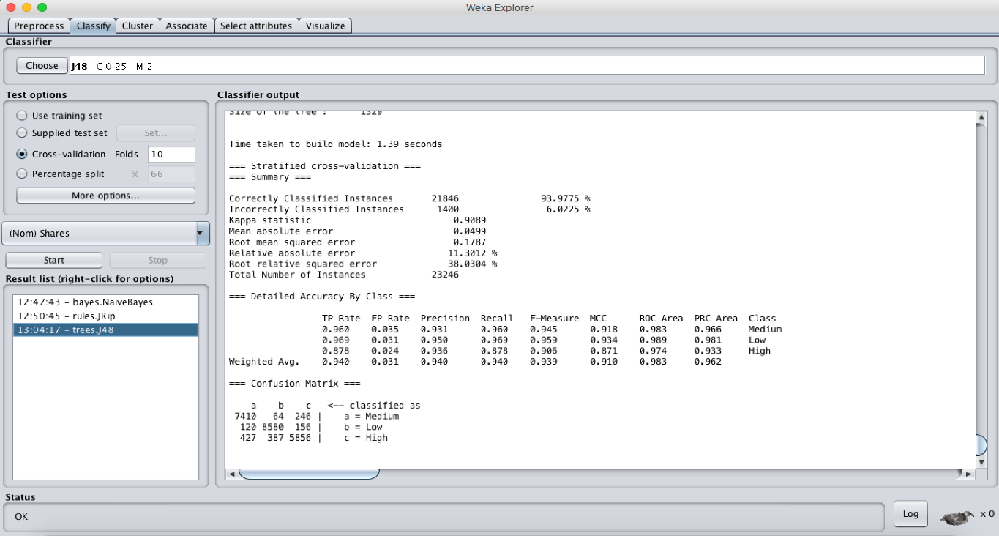 Weka Explorer
Preprocess Classify Cluster Associate Select attributes Visualize
Classifier
Choose J48 -C 0.25 -M 2
Test options
Use training set
Supplied test set Set...
Cross-validation Folds 10
Percentage split % 66
More options...
(Nom) Shares
Start Stop
Result list (right-click for options)
12:47:43 - bayes.NaiveBayes
12:50:45 - rules.JRip
13:04:17 - trees.J48
Classifier output
Size of the tree : 1329
Time taken to build model: 1.39 seconds
=== Stratified cross-validation ===
=== Summary ===
Correctly Classified Instances 21846 93.9775 %
Incorrectly Classified Instances 1400 6.0225 %
Kappa statistic 0.9089
Mean absolute error 0.0499
Root mean squared error 0.1787
Relative absolute error 11.3012 %
Root relative squared error 38.0304 %
Total Number of Instances 23246
=== Detailed Accuracy By Class ===
TP Rate FP Rate Precision Recall F-Measure MCC ROC Area PRC Area Class
0.960 0.035 0.931 0.960 0.945 0.918 0.983 0.966 Medium
0.969 0.031 0.950 0.969 0.959 0.934 0.989 0.981 Low
0.878 0.024 0.936 0.878 0.906 0.871 0.974 0.933 High
Weighted Avg. 0.940 0.031 0.940 0.940 0.939 0.910 0.983 0.962
=== Confusion Matrix ===
a b c <-- classified as
7410 64 246 | a = Medium
120 8580 156 | b = Low
427 387 5856 | c = High
Status
OK
Log x 0